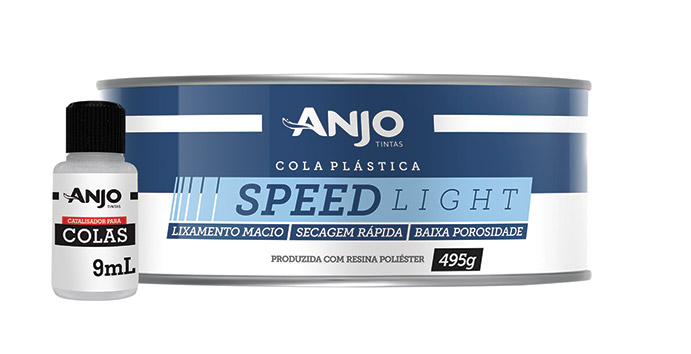 ANJO
TINTAS
COLA PLÁSTICA
SPEED LIGHT
LIXAMENTO MACIO | SECAGEM RÁPIDA | BAIXA POROSIDADE
PRODUZIDA COM RESINA POLIÉSTER 495g
ANJO
TINTAS
CATALISADOR PARA
COLAS
9mL